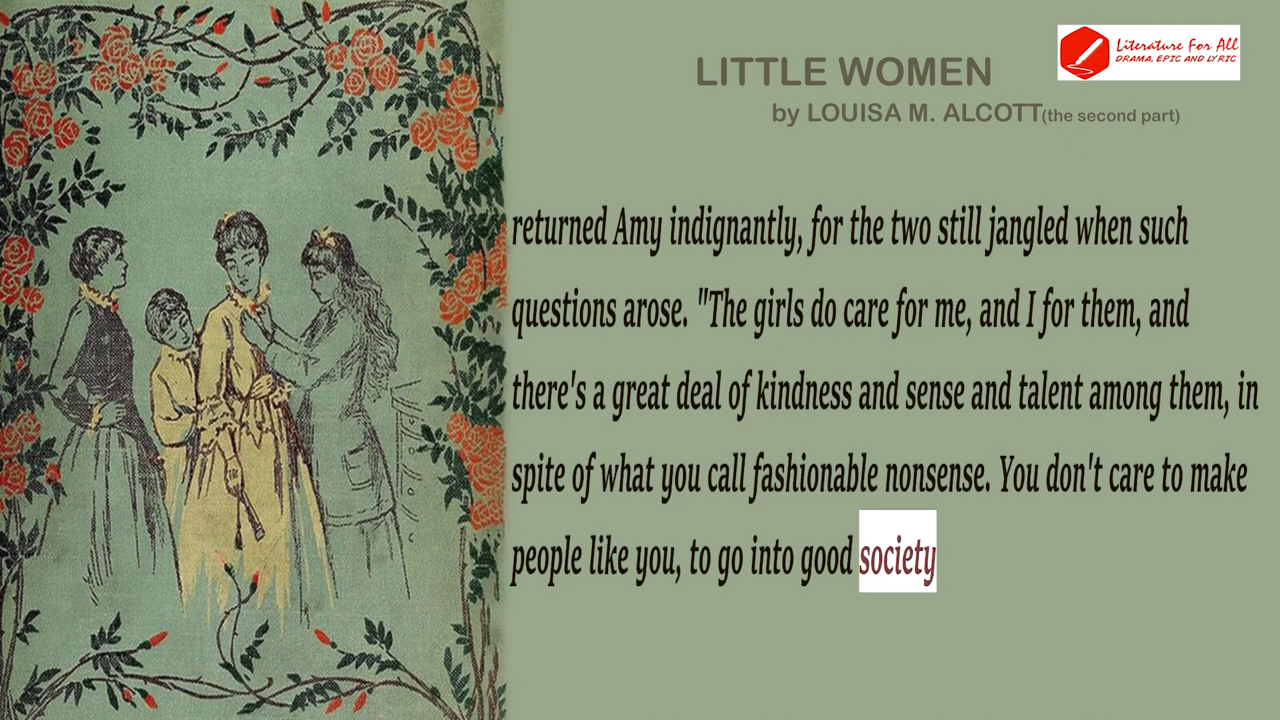 LITTLE WOMEN
by LOUISA M. ALCOTT(the second part)
Literature For All
DRAMA, EPIC AND LYRIC
returned Amy indignantly, for the two still jangled when such
questions arose. "The girls do care for me, and I for them, and
there's a great deal of kindness and sense and talent among them, in
spite of what you call fashionable nonsense. You don't care to make
people like you, to go into good society